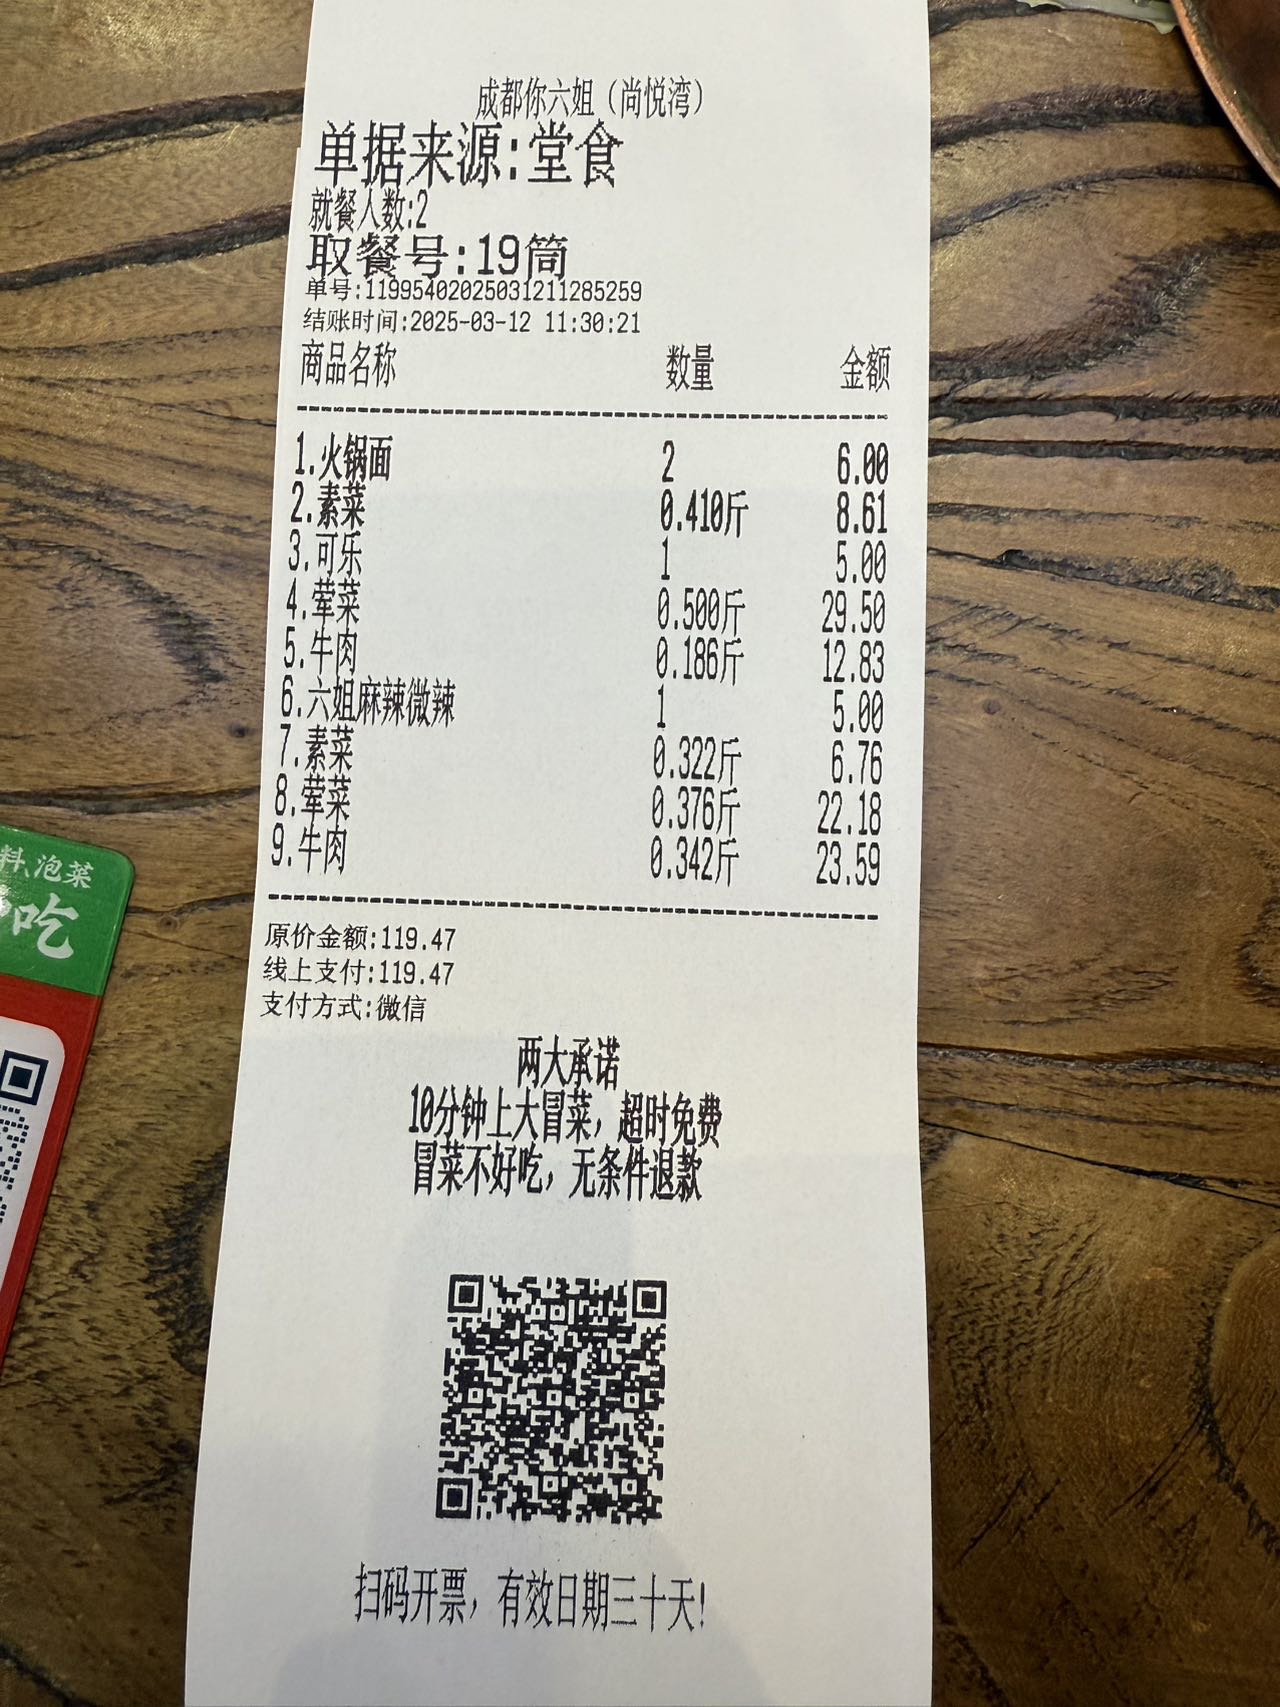 成都你六姐（尚悦湾）
单据来源:堂食
就餐人数:2
取餐号:19筒
单号:11995402025031211285259
结账时间:2025-03-12 11:30:21
商品名称 数量 金额
1.火锅面 2 6.00
2.素菜 0.410斤 8.61
3.可乐 1 5.00
4.荤菜 0.500斤 29.50
5.牛肉 0.186斤 12.83
6.六姐麻辣微辣 1 5.00
7.素菜 0.322斤 6.76
8.荤菜 0.376斤 22.18
9.牛肉 0.342斤 23.59
原价金额:119.47
线上支付:119.47
支付方式:微信
两大承诺
10分钟上大冒菜，超时免费
冒菜不好吃，无条件退款
扫码开票，有效日期三十天!
料、泡菜
吃